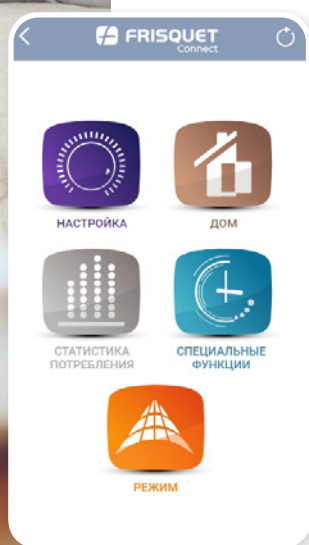 FRISQUET
Connect
НАСТРОЙКА
ДОМ
СТАТИСТИКА
ПОТРЕБЛЕНИЯ
СПЕЦИАЛЬНЫЕ
ФУНКЦИИ
РЕЖИМ